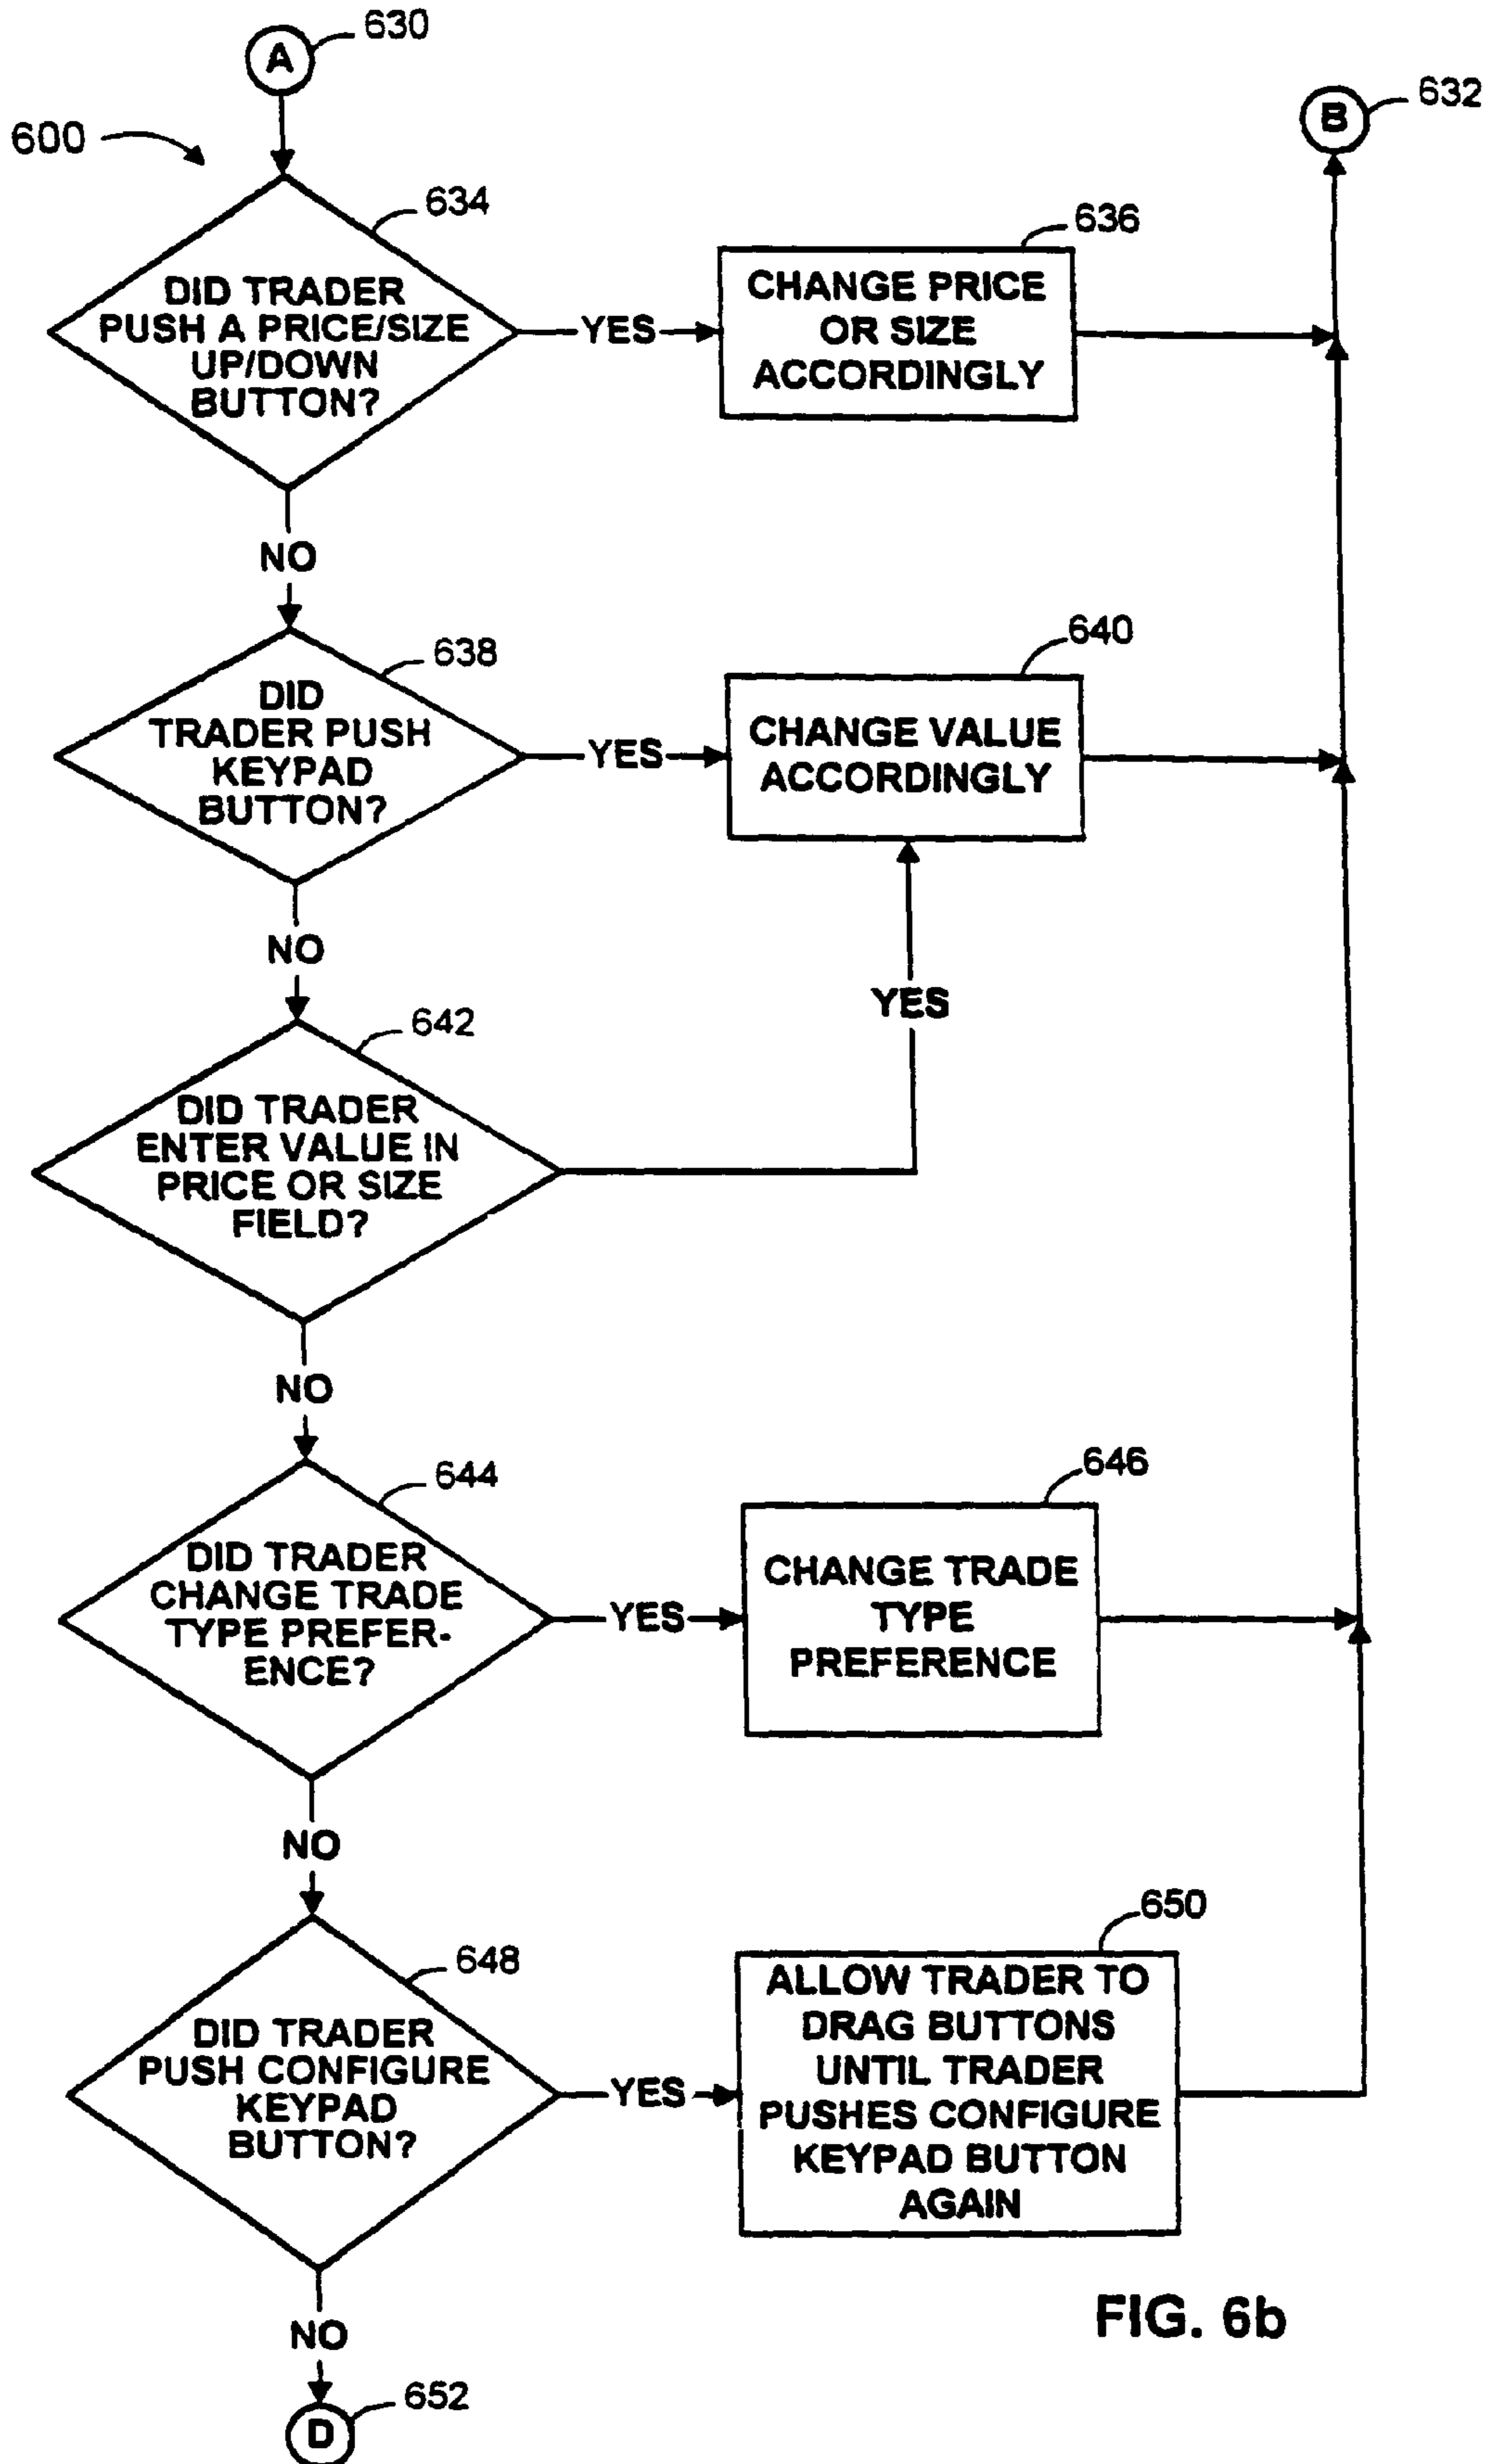 A
630
B
632
600
634
DID TRADER
PUSH A PRICE/SIZE
UP/DOWN
BUTTON?
YES
636
CHANGE PRICE
OR SIZE
ACCORDINGLY
NO
638
DID
TRADER PUSH
KEYPAD
BUTTON?
YES
640
CHANGE VALUE
ACCORDINGLY
NO
YES
642
DID TRADER
ENTER VALUE IN
PRICE OR SIZE
FIELD?
NO
644
DID TRADER
CHANGE TRADE
TYPE PREFER-
ENCE?
YES
646
CHANGE TRADE
TYPE
PREFERENCE
NO
648
DID TRADER
PUSH CONFIGURE
KEYPAD
BUTTON?
YES
650
ALLOW TRADER TO
DRAG BUTTONS
UNTIL TRADER
PUSHES CONFIGURE
KEYPAD BUTTON
AGAIN
NO
D
652
FIG. 6b